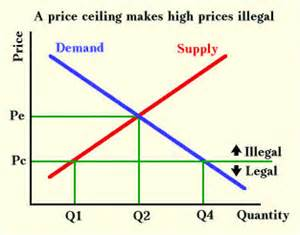 A price ceiling makes high prices illegal
Price
Demand
Supply
Pe
Illegal
Pc
Legal
Q1
Q2
Q4
Quantity